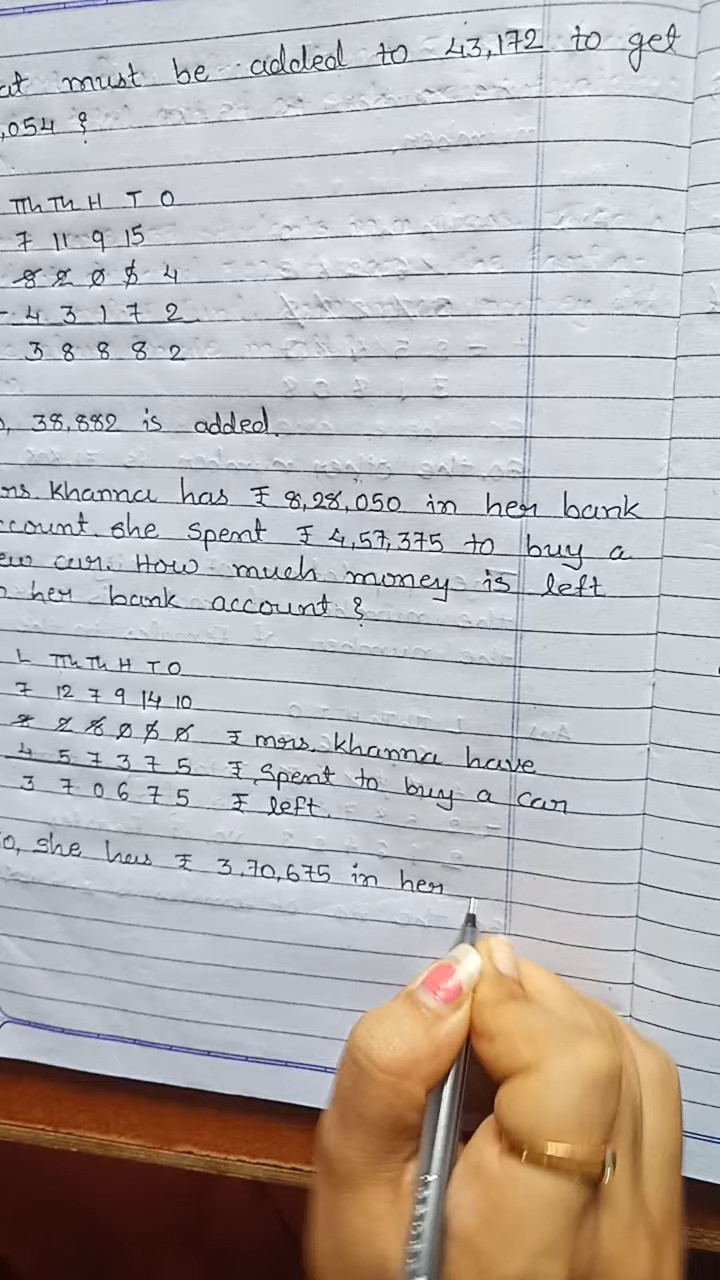 at must be added to 43,172 to get
,054 ?
TTh Th H T O
7 11 9 15
8 2 0 5 4
- 4 3 1 7 2
3 8 8 8 2
, 38,882 is added.
ms. Khanna has ₹ 8,28,050 in her bank
ccount. she spent ₹ 4,57,375 to buy a
ew car. How much money is left
her bank account ?
L TTh Th H T O
7 12 7 9 14 10
8 2 8 0 5 0 ₹ mrs. Khanna have
4 5 7 3 7 5 ₹ spent to buy a car
3 7 0 6 7 5 ₹ left.
o, she has ₹ 3,70,675 in her